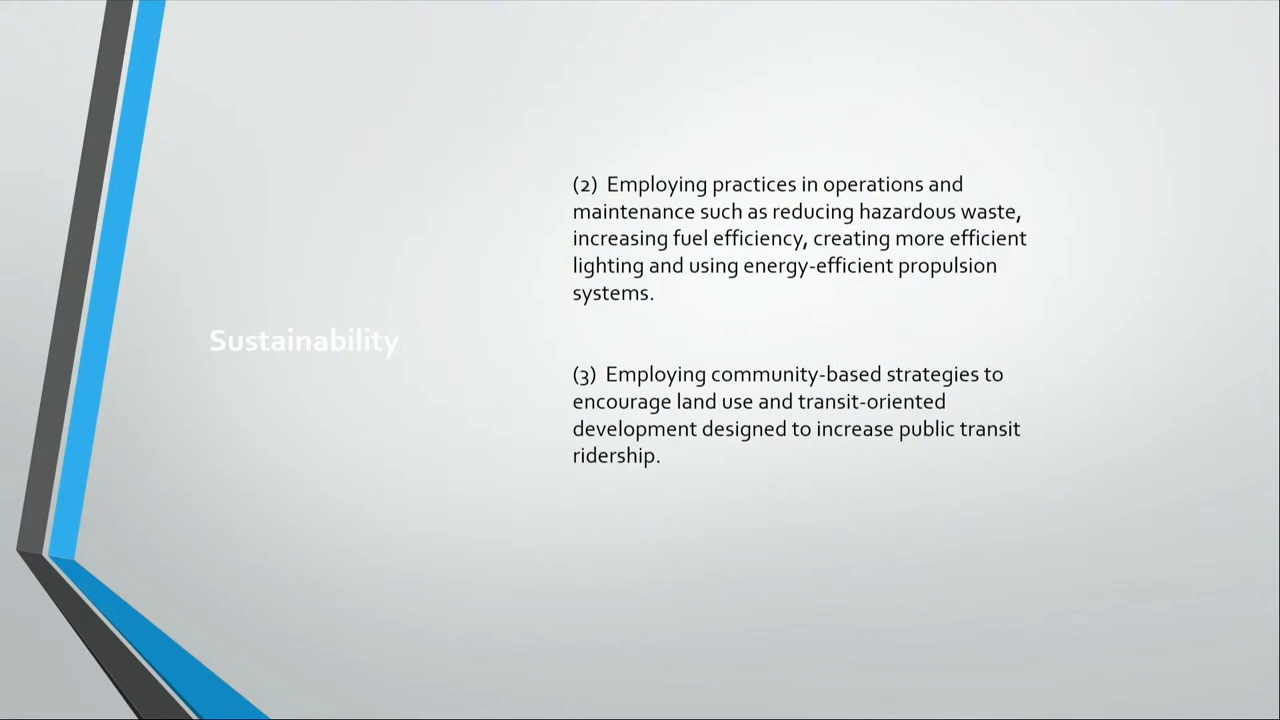 Sustainability
(2) Employing practices in operations and
maintenance such as reducing hazardous waste,
increasing fuel efficiency, creating more efficient
lighting and using energy-efficient propulsion
systems.
(3) Employing community-based strategies to
encourage land use and transit-oriented
development designed to increase public transit
ridership.